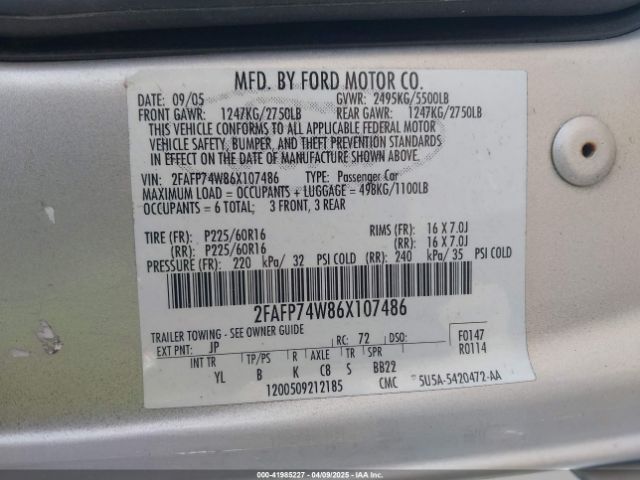 MFD. BY FORD MOTOR CO.
DATE: 09/05 GVWR: 2495KG/5500LB
FRONT GAWR: 1247KG/2750LB REAR GAWR: 1247KG/2750LB
THIS VEHICLE CONFORMS TO ALL APPLICABLE FEDERAL MOTOR
VEHICLE SAFETY, BUMPER, AND THEFT PREVENTION STANDARDS
IN EFFECT ON THE DATE OF MANUFACTURE SHOWN ABOVE.
VIN: 2FAFP74W86X107486 TYPE: Passenger Car
MAXIMUM LOAD = OCCUPANTS + LUGGAGE = 498KG/1100LB
OCCUPANTS = 6 TOTAL; 3 FRONT, 3 REAR
TIRE (FR): P225/60R16 RIMS (FR): 16 X 7.0J
(RR): P225/60R16 (RR): 16 X 7.0J
PRESSURE (FR): 220 kPa/ 32 PSI COLD (RR): 240 kPa/ 35 PSI COLD
2FAFP74W86X107486
TRAILER TOWING - SEE OWNER GUIDE
EXT PNT: JP RC: 72 DSO: F0147
INT TR TP/PS R AXLE TR SPR R0114
YL B K C8 S BB22
1200509212185 CMC 5U5A-5420472-AA
000-41985227 - 04/09/2025 - IAA Inc.